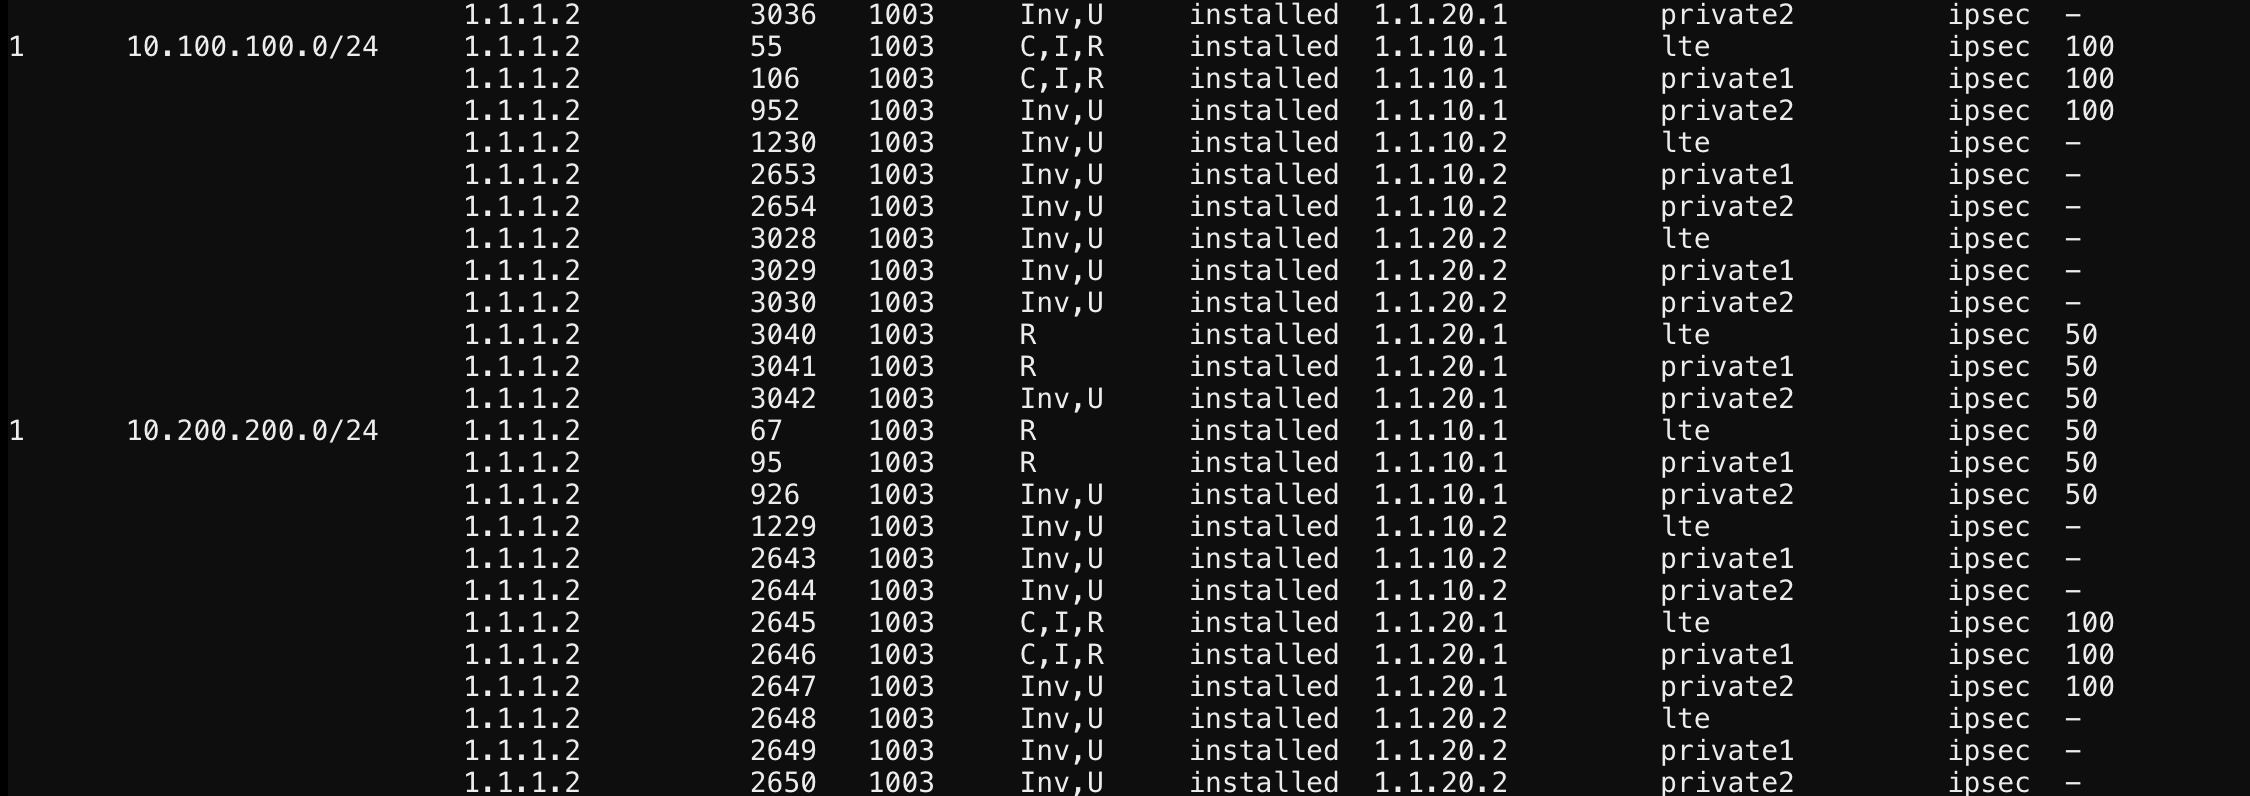 1.1.1.2 3036 1003 Inv,U installed 1.1.20.1 private2 ipsec -
1 10.100.100.0/24 1.1.1.2 55 1003 C,I,R installed 1.1.10.1 lte ipsec 100
1.1.1.2 106 1003 C,I,R installed 1.1.10.1 private1 ipsec 100
1.1.1.2 952 1003 Inv,U installed 1.1.10.1 private2 ipsec 100
1.1.1.2 1230 1003 Inv,U installed 1.1.10.2 lte ipsec -
1.1.1.2 2653 1003 Inv,U installed 1.1.10.2 private1 ipsec -
1.1.1.2 2654 1003 Inv,U installed 1.1.10.2 private2 ipsec -
1.1.1.2 3028 1003 Inv,U installed 1.1.20.2 lte ipsec -
1.1.1.2 3029 1003 Inv,U installed 1.1.20.2 private1 ipsec -
1.1.1.2 3030 1003 Inv,U installed 1.1.20.2 private2 ipsec -
1.1.1.2 3040 1003 R installed 1.1.20.1 lte ipsec 50
1.1.1.2 3041 1003 R installed 1.1.20.1 private1 ipsec 50
1.1.1.2 3042 1003 Inv,U installed 1.1.20.1 private2 ipsec 50
1 10.200.200.0/24 1.1.1.2 67 1003 R installed 1.1.10.1 lte ipsec 50
1.1.1.2 95 1003 R installed 1.1.10.1 private1 ipsec 50
1.1.1.2 926 1003 Inv,U installed 1.1.10.1 private2 ipsec 50
1.1.1.2 1229 1003 Inv,U installed 1.1.10.2 lte ipsec -
1.1.1.2 2643 1003 Inv,U installed 1.1.10.2 private1 ipsec -
1.1.1.2 2644 1003 Inv,U installed 1.1.10.2 private2 ipsec -
1.1.1.2 2645 1003 C,I,R installed 1.1.20.1 lte ipsec 100
1.1.1.2 2646 1003 C,I,R installed 1.1.20.1 private1 ipsec 100
1.1.1.2 2647 1003 Inv,U installed 1.1.20.1 private2 ipsec 100
1.1.1.2 2648 1003 Inv,U installed 1.1.20.2 lte ipsec -
1.1.1.2 2649 1003 Inv,U installed 1.1.20.2 private1 ipsec -
1.1.1.2 2650 1003 Inv,U installed 1.1.20.2 private2 ipsec -